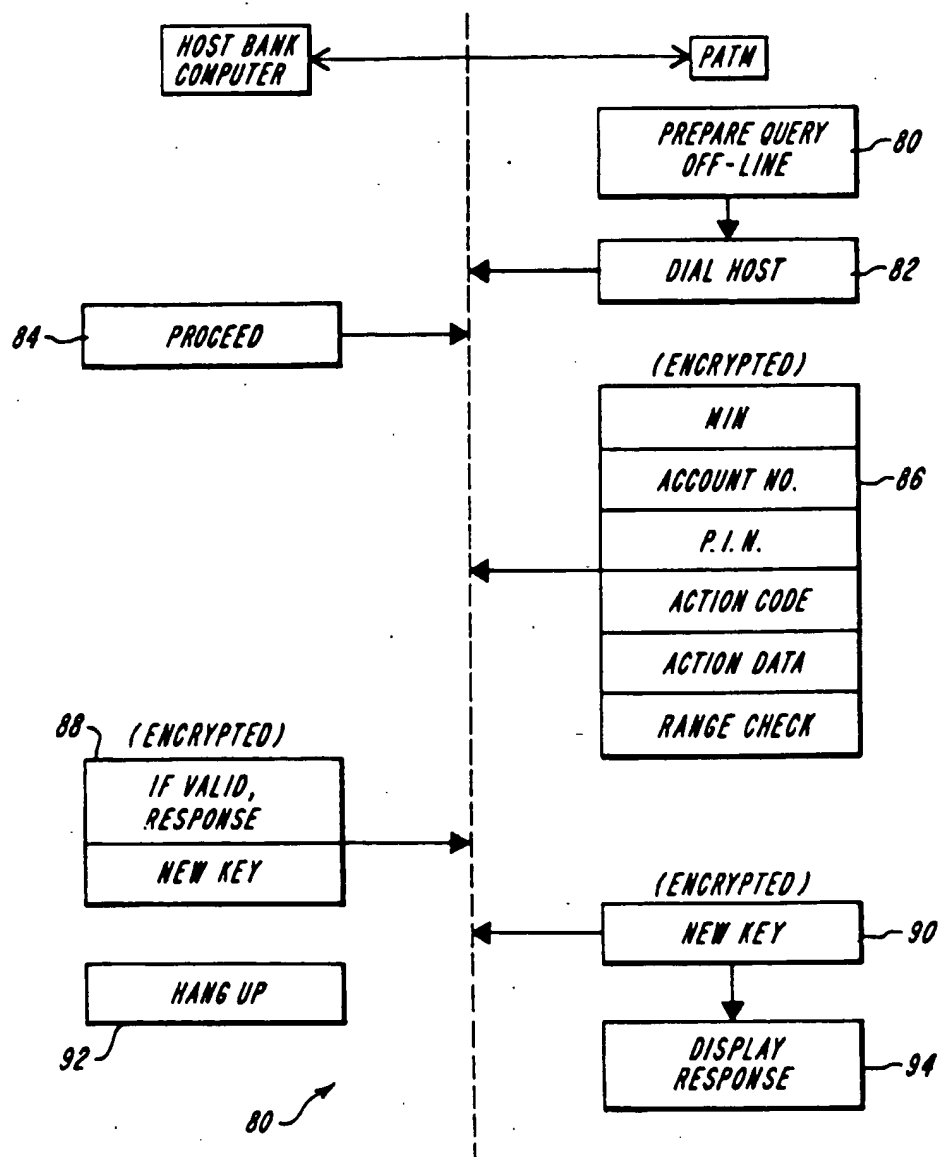 HOST BANK
COMPUTER
PATM
PREPARE QUERY
OFF-LINE
80
DIAL HOST
82
84
PROCEED
(ENCRYPTED)
MIN
ACCOUNT NO.
86
P.I.N.
ACTION CODE
ACTION DATA
RANGE CHECK
88
(ENCRYPTED)
IF VALID,
RESPONSE
NEW KEY
(ENCRYPTED)
NEW KEY
90
HANG UP
92
DISPLAY
RESPONSE
94
80